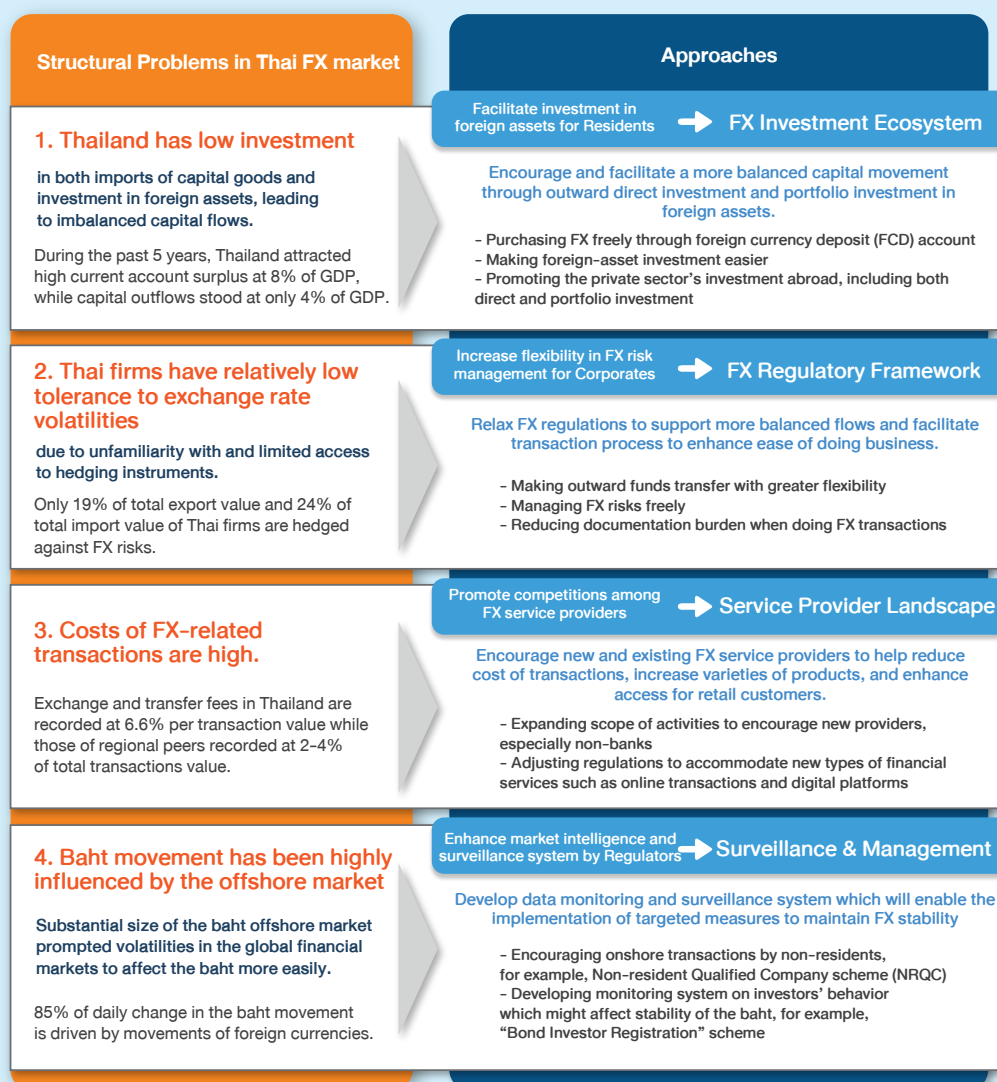 Structural Problems in Thai FX market
Approaches
1. Thailand has low investment
in both imports of capital goods and
investment in foreign assets, leading
to imbalanced capital flows.
During the past 5 years, Thailand attracted
high current account surplus at 8% of GDP,
while capital outflows stood at only 4% of GDP.
Facilitate investment in
foreign assets for Residents
FX Investment Ecosystem
Encourage and facilitate a more balanced capital movement
through outward direct investment and portfolio investment in
foreign assets.
- Purchasing FX freely through foreign currency deposit (FCD) account
- Making foreign-asset investment easier
- Promoting the private sector's investment abroad, including both
direct and portfolio investment
2. Thai firms have relatively low
tolerance to exchange rate
volatilities
due to unfamiliarity with and limited access
to hedging instruments.
Only 19% of total export value and 24% of
total import value of Thai firms are hedged
against FX risks.
Increase flexibility in FX risk
management for Corporates
FX Regulatory Framework
Relax FX regulations to support more balanced flows and facilitate
transaction process to enhance ease of doing business.
- Making outward funds transfer with greater flexibility
- Managing FX risks freely
- Reducing documentation burden when doing FX transactions
3. Costs of FX-related
transactions are high.
Exchange and transfer fees in Thailand are
recorded at 6.6% per transaction value while
those of regional peers recorded at 2-4%
of total transactions value.
Promote competitions among
FX service providers
Service Provider Landscape
Encourage new and existing FX service providers to help reduce
cost of transactions, increase varieties of products, and enhance
access for retail customers.
- Expanding scope of activities to encourage new providers,
especially non-banks
- Adjusting regulations to accommodate new types of financial
services such as online transactions and digital platforms
4. Baht movement has been highly
influenced by the offshore market
Substantial size of the baht offshore market
prompted volatilities in the global financial
markets to affect the baht more easily.
85% of daily change in the baht movement
is driven by movements of foreign currencies.
Enhance market intelligence and
surveillance system by Regulators
Surveillance & Management
Develop data monitoring and surveillance system which will enable the
implementation of targeted measures to maintain FX stability
- Encouraging onshore transactions by non-residents,
for example, Non-resident Qualified Company scheme (NRQC)
- Developing monitoring system on investors' behavior
which might affect stability of the baht, for example,
"Bond Investor Registration" scheme